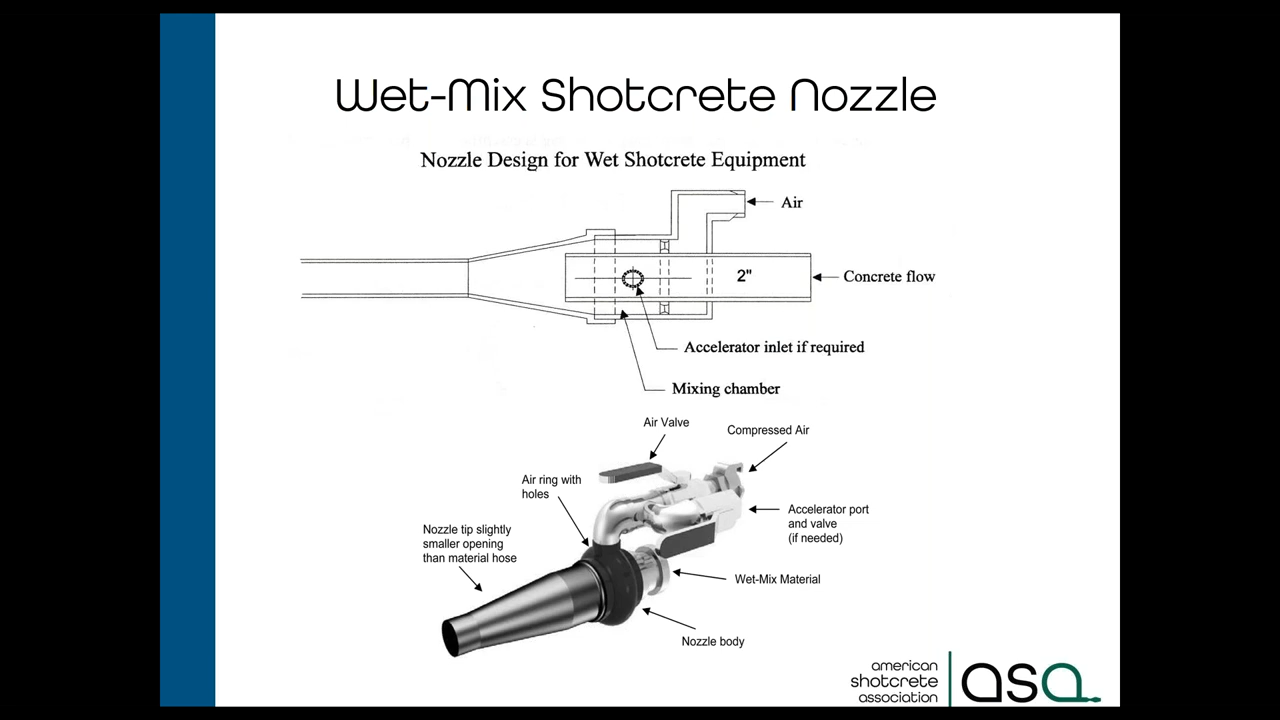 Wet-Mix Shotcrete Nozzle
Nozzle Design for Wet Shotcrete Equipment
Air
2"
Concrete flow
Accelerator inlet if required
Mixing chamber
Air Valve
Compressed Air
Air ring with
holes
Accelerator port
and valve
(if needed)
Nozzle tip slightly
smaller opening
than material hose
Wet-Mix Material
Nozzle body
american
shotcrete
association
asa